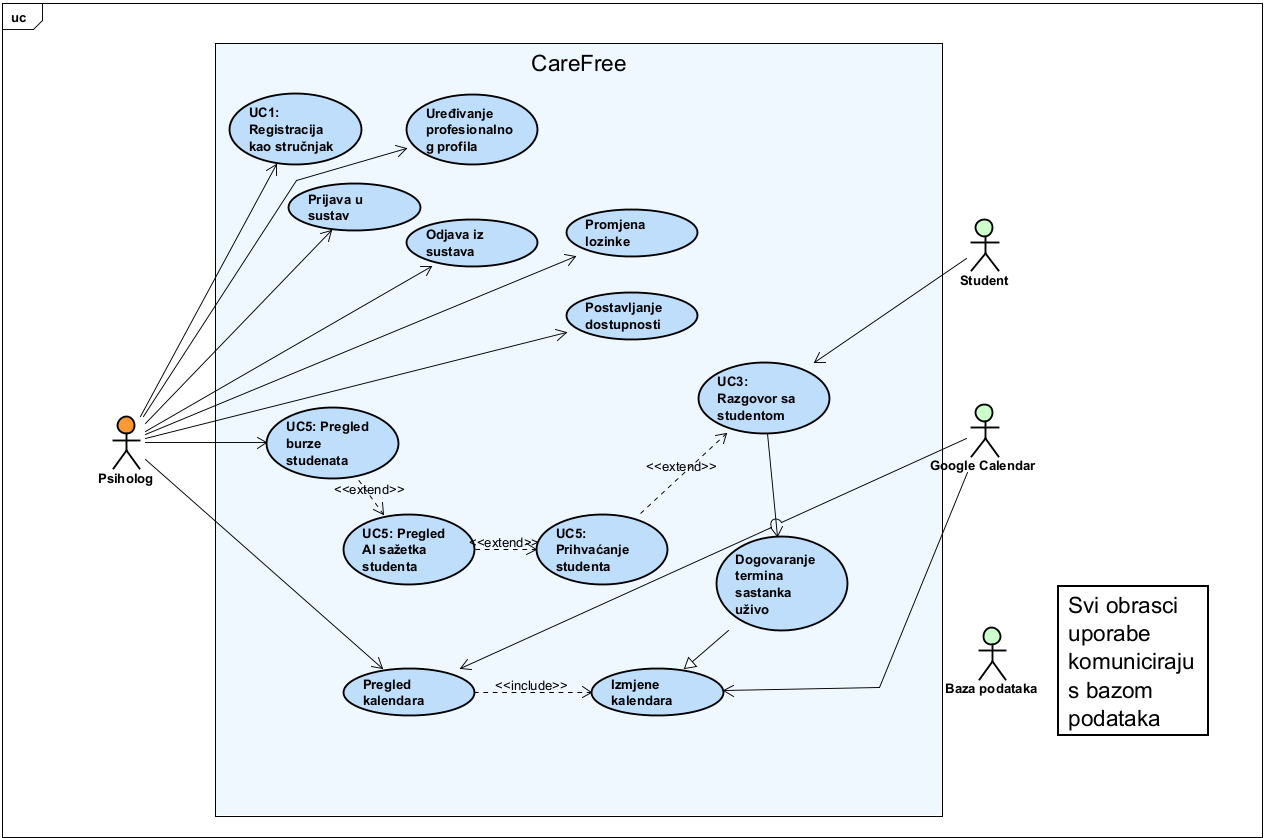 uc
CareFree
UC1:
Registracija
kao stručnjak
Uređivanje
profesionalno
g profila
Prijava u
sustav
Odjava iz
sustava
Promjena
lozinke
Student
Postavljanje
dostupnosti
UC3:
Razgovor sa
studentom
UC5: Pregled
burze
studenata
Psiholog
Google Calendar
<<extend>>
<<extend>>
UC5: Pregled
AI sažetka
studenta
<<extend>>
UC5:
Prihvaćanje
studenta
Dogovaranje
termina
sastanka
uživo
Svi obrasci
uporabe
komuniciraju
s bazom
podataka
Baza podataka
Pregled
kalendara
<<include>>
Izmjene
kalendara